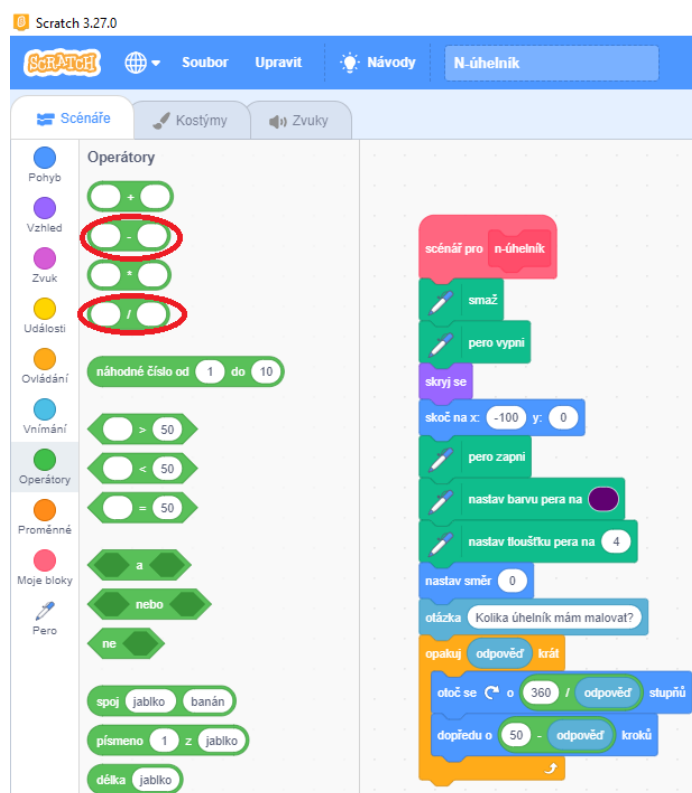 Scratch 3.27.0
SCRATCH Soubor Upravit Návody N-úhelník
Scénáře Kostýmy Zvuky
Pohyb
Vzhled
Zvuk
Události
Ovládání
Vnímání
Operátory
Proměnné
Moje bloky
Pero
Operátory
+
-
*
/
náhodné číslo od 1 do 10
> 50
< 50
= 50
a
nebo
ne
spoj jablko banán
písmeno 1 z jablko
délka jablko
scénář pro n-úhelník
smaž
pero vypni
skryj se
skoč na x: -100 y: 0
pero zapni
nastav barvu pera na
nastav tloušťku pera na 4
nastav směr 0
otázka Kolika úhelník mám malovat?
opakuj odpověď krát
otoč se o 360 / odpověď stupňů
dopředu o 50 - odpověď kroků